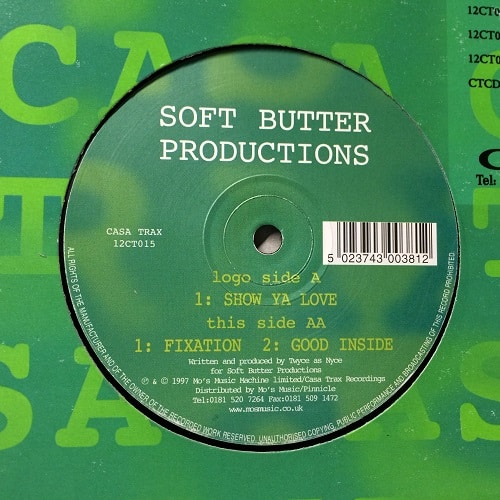 CASA
12CT0
12CT0
12CT0
CTCD
Tel:
SOFT BUTTER
PRODUCTIONS
CASA TRAX
12CT015
5 023743 003812
logo side A
1: SHOW YA LOVE
this side AA
1: FIXATION 2: GOOD INSIDE
Written and produced by Twyce as Nyce
for Soft Butter Productions
℗ & © 1997 Mo's Music Machine limited/Casa Trax Recordings
Distributed by Mo's Music/Pinnicle
Tel:0181 520 7264 Fax:0181 509 1472
www.mosmusic.co.uk
ALL RIGHTS OF THE MANUFACTURER AND OF THE OWNER OF THE RECORDED WORK RESERVED. UNAUTHORISED COPYING, PUBLIC PERFORMANCE AND BROADCASTING OF THIS RECORD PROHIBITED.